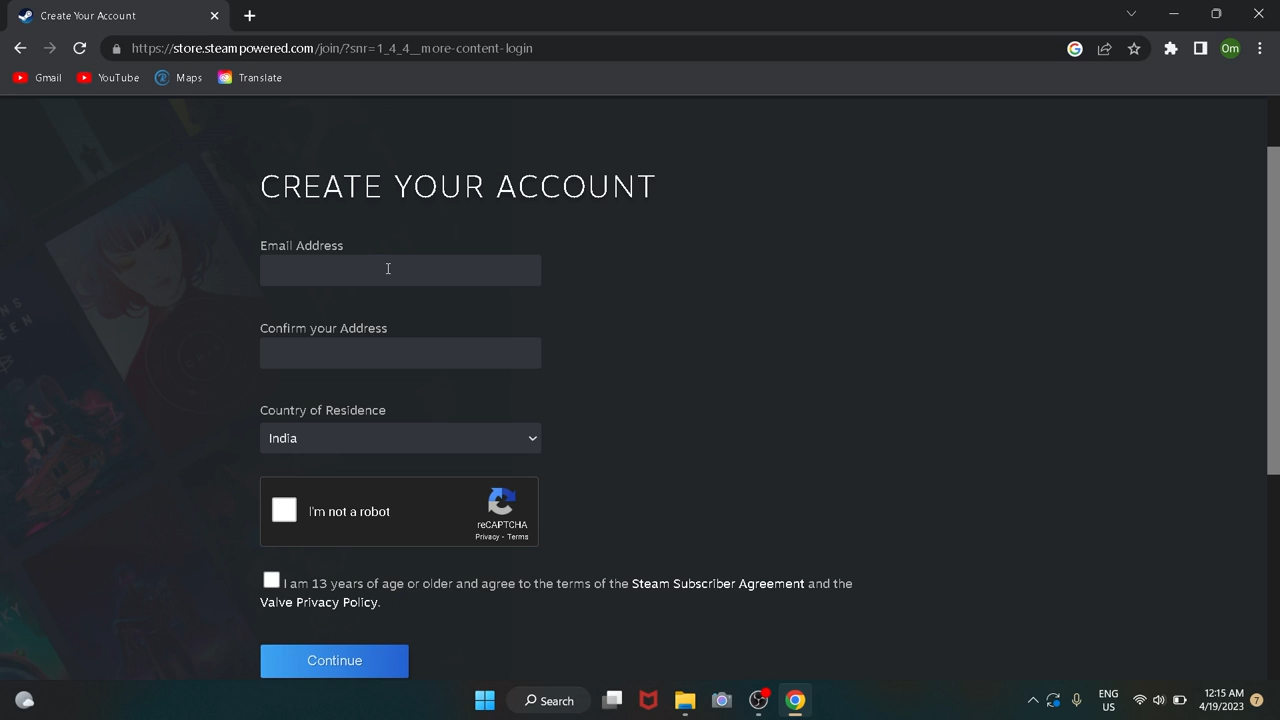 Create Your Account
https://store.steampowered.com/join/?snr=1_4_4__more-content-login
Om
Gmail
YouTube
Maps
Translate
CREATE YOUR ACCOUNT
Email Address
Confirm your Address
Country of Residence
India
I'm not a robot
reCAPTCHA
Privacy - Terms
I am 13 years of age or older and agree to the terms of the Steam Subscriber Agreement and the
Valve Privacy Policy.
Continue
Search
ENG
US
12:15 AM
4/19/2023
7